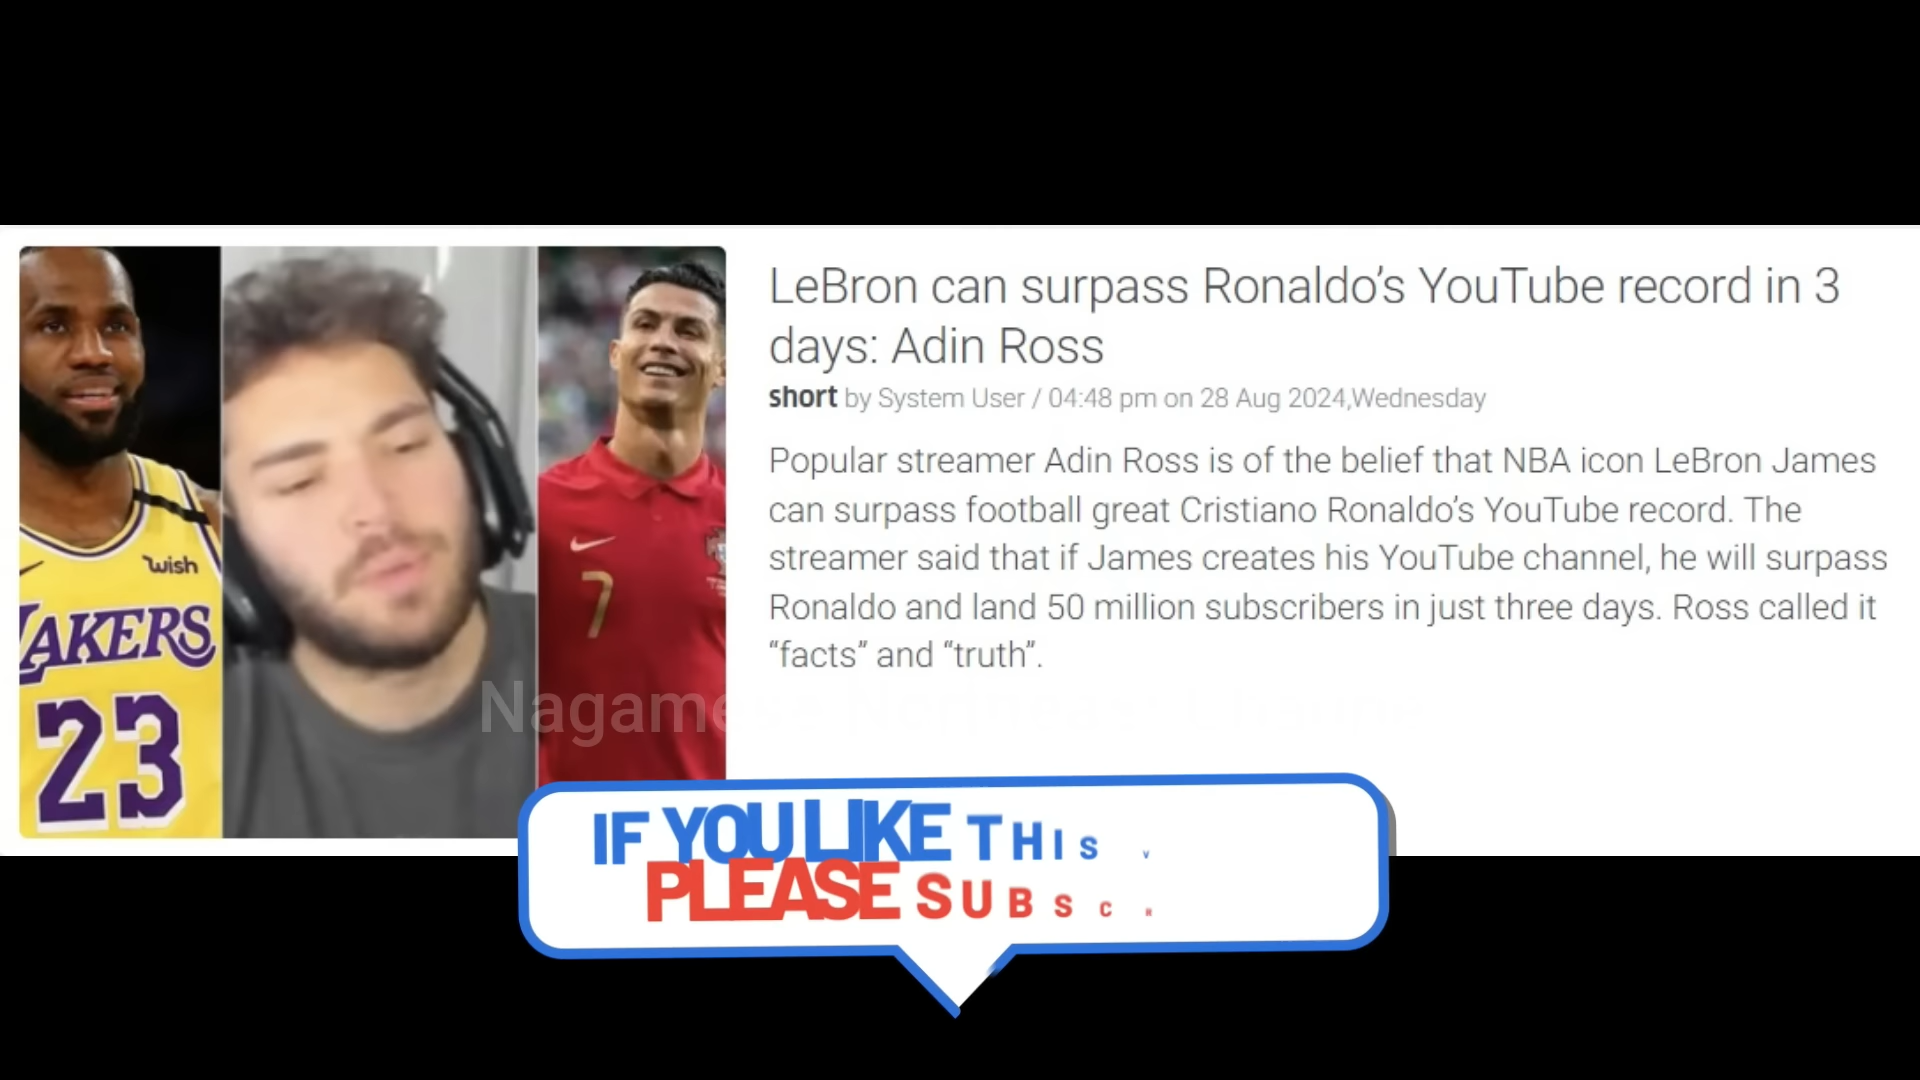 LeBron can surpass Ronaldo’s YouTube record in 3
days: Adin Ross
short by System User / 04:48 pm on 28 Aug 2024,Wednesday
Popular streamer Adin Ross is of the belief that NBA icon LeBron James
can surpass football great Cristiano Ronaldo’s YouTube record. The
streamer said that if James creates his YouTube channel, he will surpass
Ronaldo and land 50 million subscribers in just three days. Ross called it
“facts” and “truth”.
wish
LAKERS
23
7
IF YOU LIKE THIS
PLEASE SUBSC